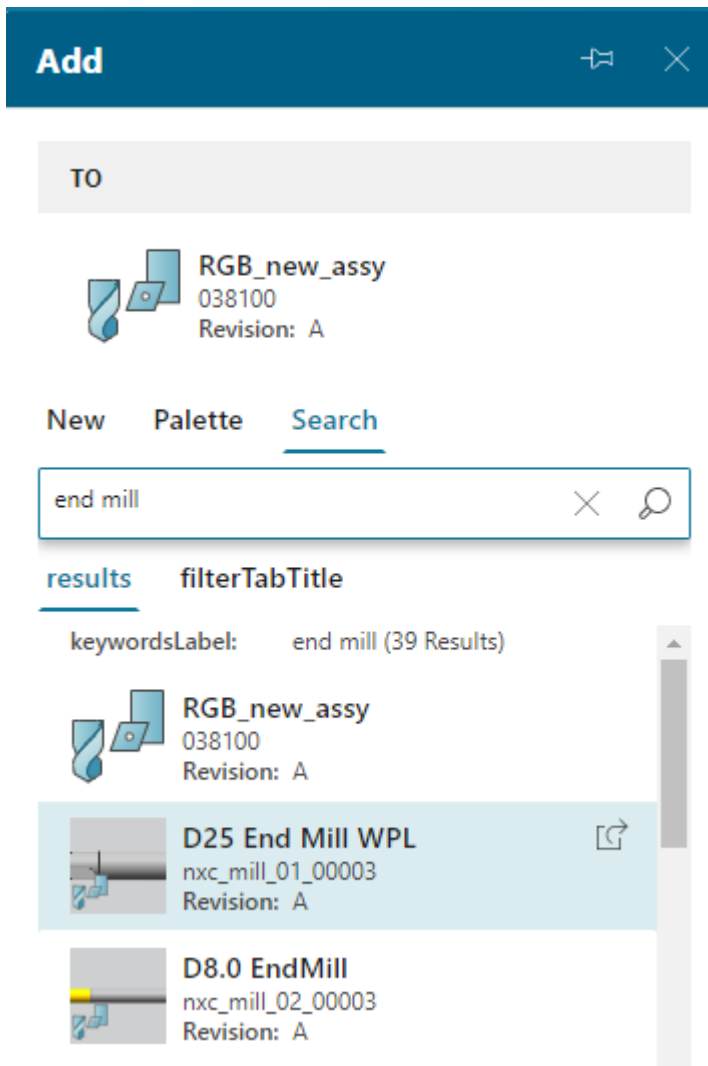 Add
TO
RGB_new_assy
038100
Revision: A
New Palette Search
end mill
results filterTabTitle
keywordsLabel: end mill (39 Results)
RGB_new_assy
038100
Revision: A
D25 End Mill WPL
nxc_mill_01_00003
Revision: A
D8.0 EndMill
nxc_mill_02_00003
Revision: A